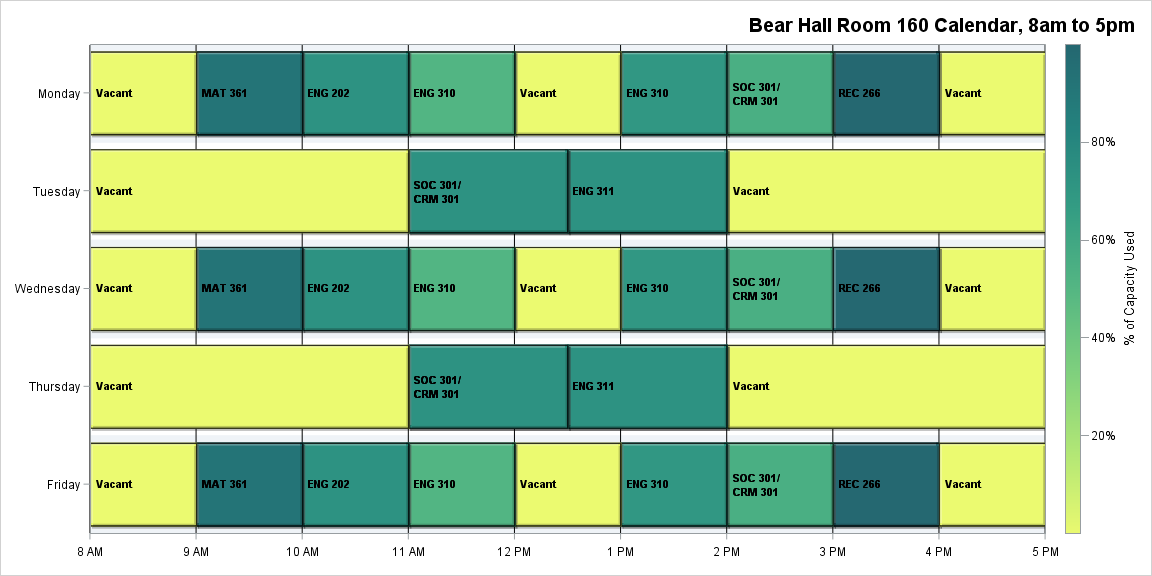 Bear Hall Room 160 Calendar, 8am to 5pm
Monday
Vacant
MAT 361
ENG 202
ENG 310
Vacant
ENG 310
SOC 301/
CRM 301
REC 266
Vacant
Tuesday
Vacant
SOC 301/
CRM 301
ENG 311
Vacant
Wednesday
Vacant
MAT 361
ENG 202
ENG 310
Vacant
ENG 310
SOC 301/
CRM 301
REC 266
Vacant
Thursday
Vacant
SOC 301/
CRM 301
ENG 311
Vacant
Friday
Vacant
MAT 361
ENG 202
ENG 310
Vacant
ENG 310
SOC 301/
CRM 301
REC 266
Vacant
8 AM
9 AM
10 AM
11 AM
12 PM
1 PM
2 PM
3 PM
4 PM
5 PM
80%
60%
40%
20%
% of Capacity Used